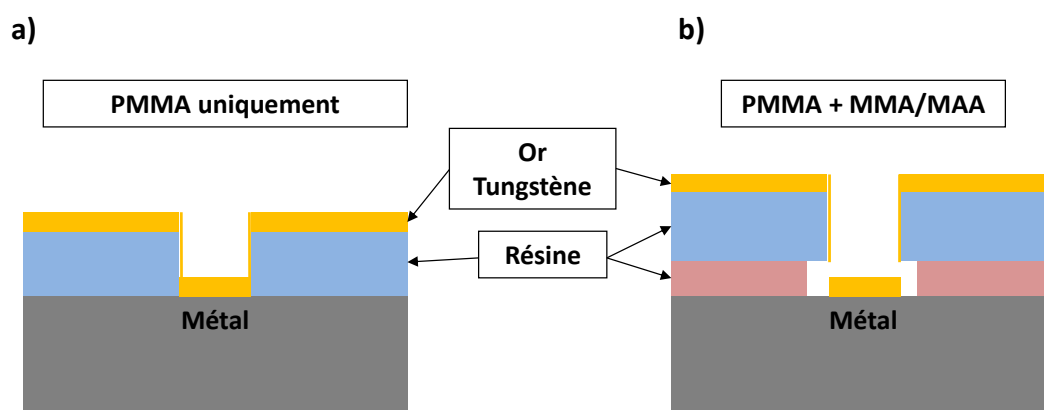 a)
PMMA uniquement
Or
Tungstène
Résine
Métal
b)
PMMA + MMA/MAA
Métal